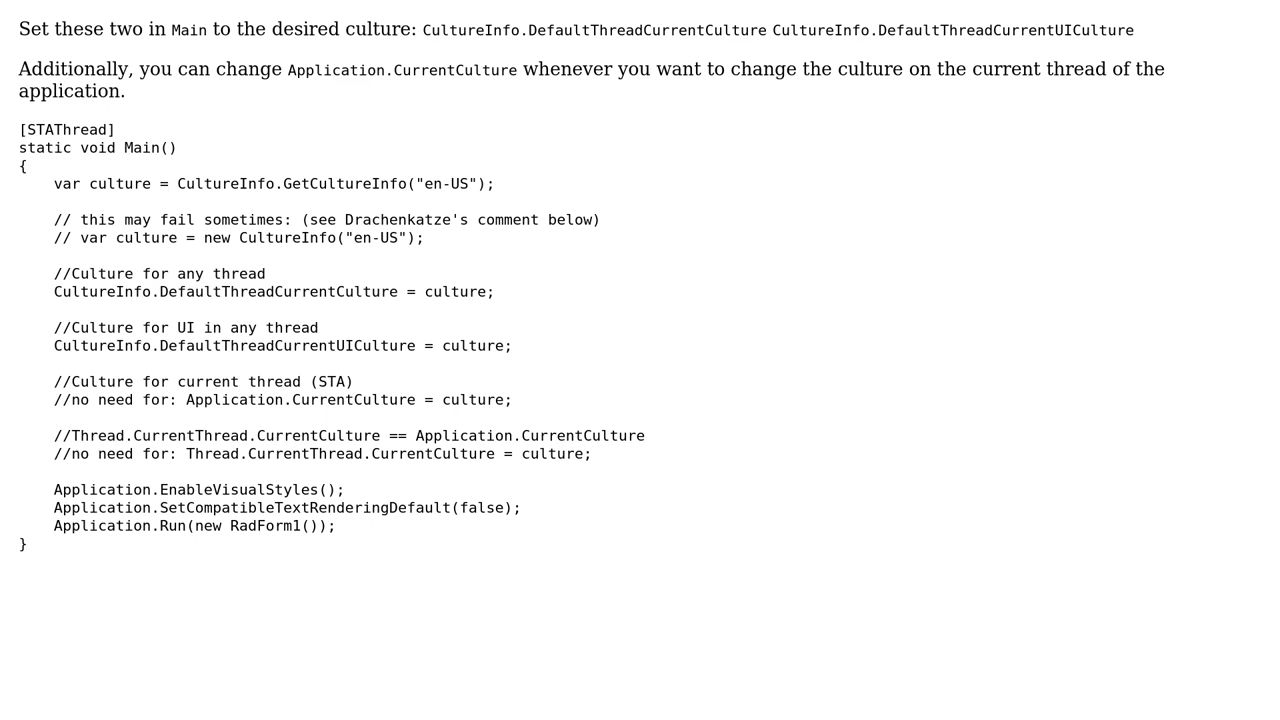 Set these two in Main to the desired culture: CultureInfo.DefaultThreadCurrentCulture CultureInfo.DefaultThreadCurrentUICulture
Additionally, you can change Application.CurrentCulture whenever you want to change the culture on the current thread of the
application.
[STAThread]
static void Main()
{
    var culture = CultureInfo.GetCultureInfo("en-US");

    // this may fail sometimes: (see Drachenkatze's comment below)
    // var culture = new CultureInfo("en-US");

    //Culture for any thread
    CultureInfo.DefaultThreadCurrentCulture = culture;

    //Culture for UI in any thread
    CultureInfo.DefaultThreadCurrentUICulture = culture;

    //Culture for current thread (STA)
    //no need for: Application.CurrentCulture = culture;

    //Thread.CurrentThread.CurrentCulture == Application.CurrentCulture
    //no need for: Thread.CurrentThread.CurrentCulture = culture;

    Application.EnableVisualStyles();
    Application.SetCompatibleTextRenderingDefault(false);
    Application.Run(new RadForm1());
}